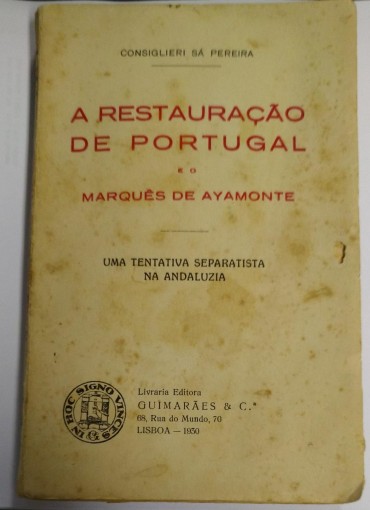 CONSIGLIERI SÁ PEREIRA
A RESTAURAÇÃO
DE PORTUGAL
E O
MARQUÊS DE AYAMONTE
UMA TENTATIVA SEPARATISTA
NA ANDALUZIA
IN HOC SIGNO VINCES
Livraria Editora
GUIMARÃES & C.ª
68, Rua do Mundo, 70
LISBOA — 1930